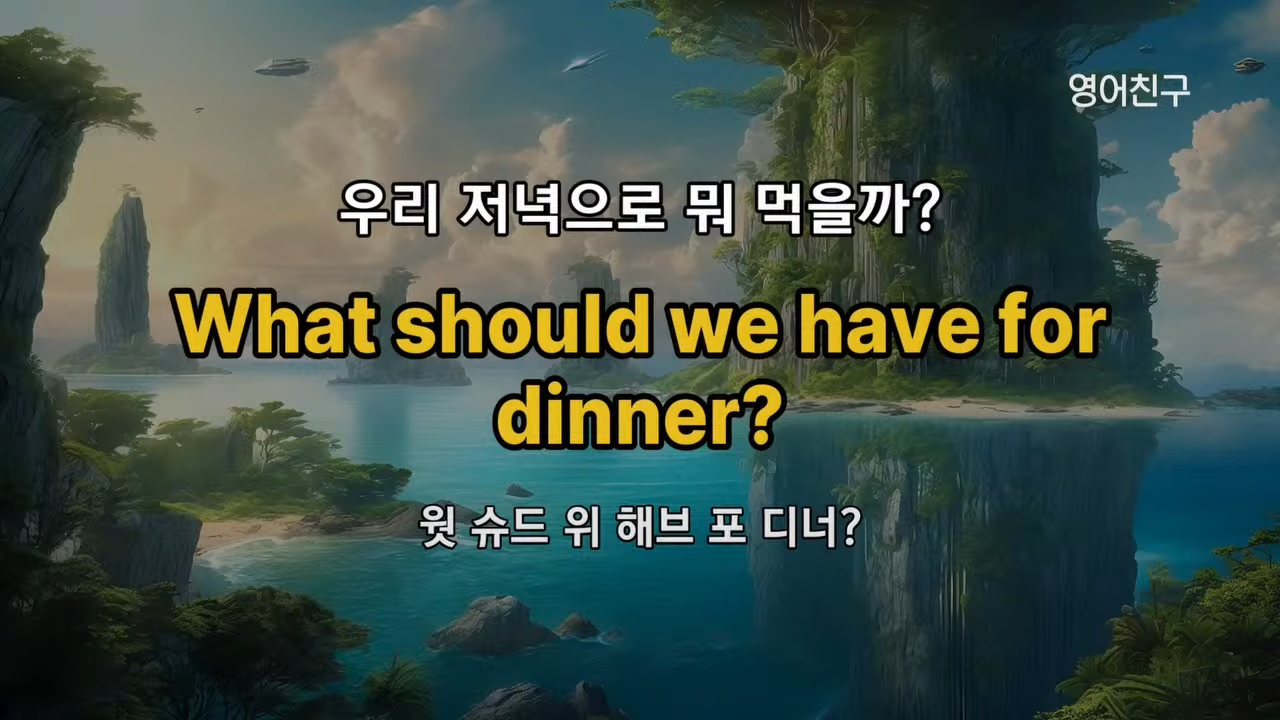 영어친구
우리 저녁으로 뭐 먹을까?
What should we have for
dinner?
웟 슈드 위 해브 포 디너?